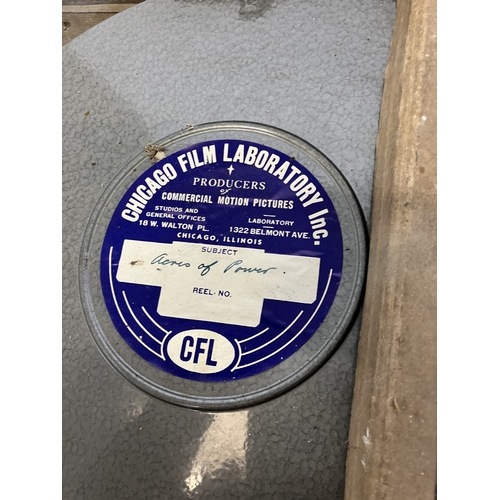 CHICAGO FILM LABORATORY Inc.
PRODUCERS
of
COMMERCIAL MOTION PICTURES
STUDIOS AND
GENERAL OFFICES
18 W. WALTON PL.
LABORATORY
1322 BELMONT AVE.
CHICAGO, ILLINOIS
SUBJECT
Acres of Power.
REEL NO.
CFL